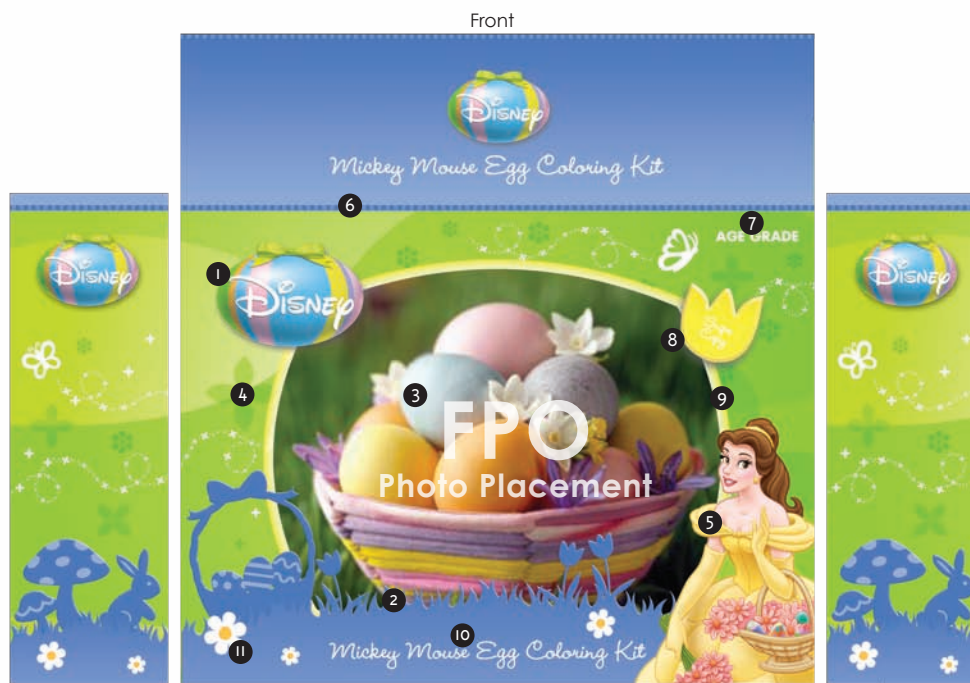 Front
Disney
Mickey Mouse Egg Coloring Kit
6
7
AGE GRADE
Disney
1
Disney
Disney
8
4
3
9
FPO
Photo Placement
5
2
10
Mickey Mouse Egg Coloring Kit
11